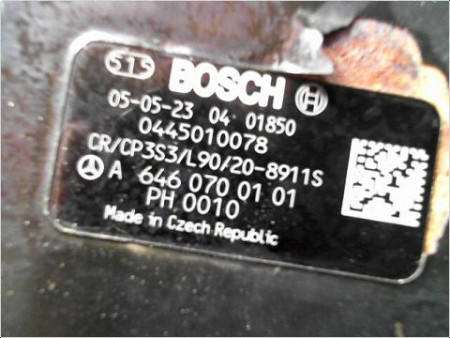 515 BOSCH
05-05-23 04 01850
0445010078
CR/CP3S3/L90/20-8911S
A 646 070 01 01
PH 0010
Made in Czech Republic